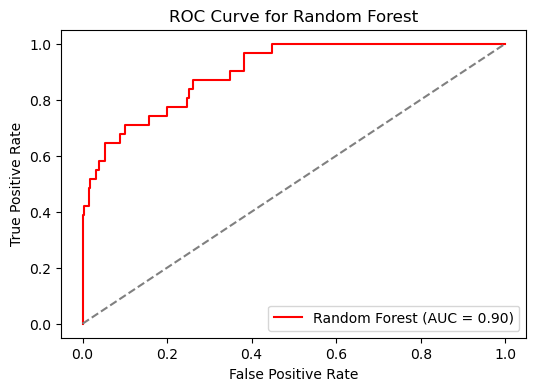 ROC Curve for Random Forest
True Positive Rate
1.0
0.8
0.6
0.4
0.2
0.0
Random Forest (AUC = 0.90)
0.0 0.2 0.4 0.6 0.8 1.0
False Positive Rate